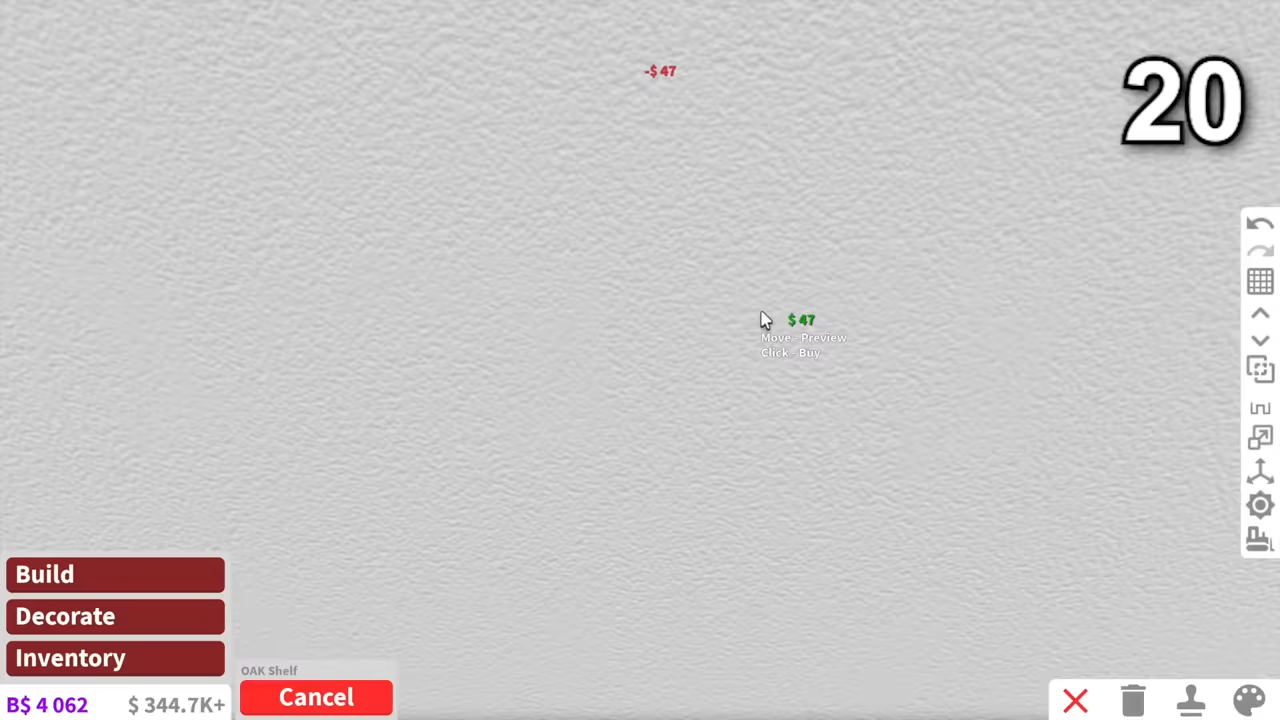 -$ 47
20
$ 47
Move - Preview
Click - Buy
Build
Decorate
Inventory
OAK Shelf
Cancel
B$ 4 062
$ 344.7K+